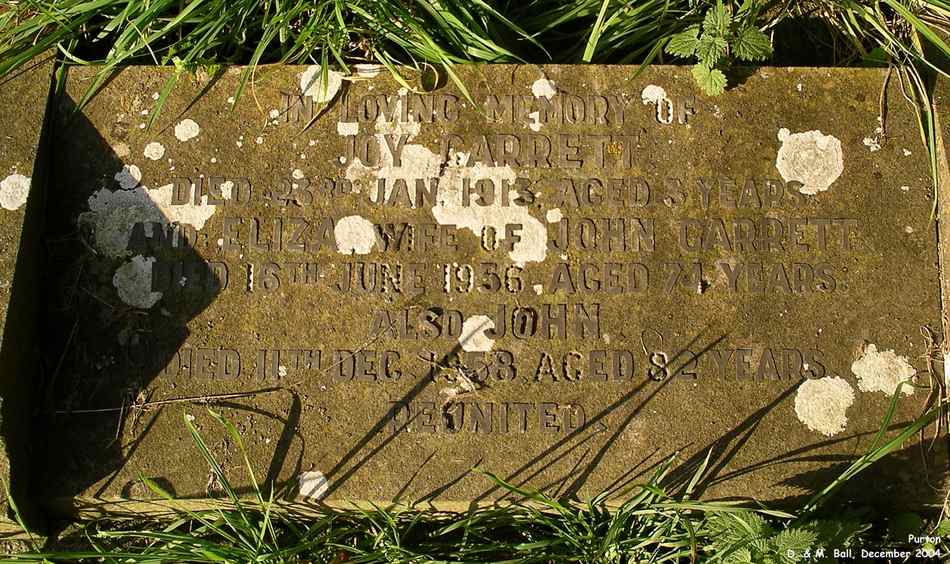 IN LOVING MEMORY OF
JOY GARRETT
DIED 23RD JAN. 1913. AGED 3 YEARS.
AND ELIZA, WIFE OF JOHN GARRETT
DIED 16TH JUNE 1936. AGED 74 YEARS.
ALSO JOHN
DIED 11TH DEC. 1938 AGED 82 YEARS.
REUNITED.
Purton
D. & M. Ball, December 2004